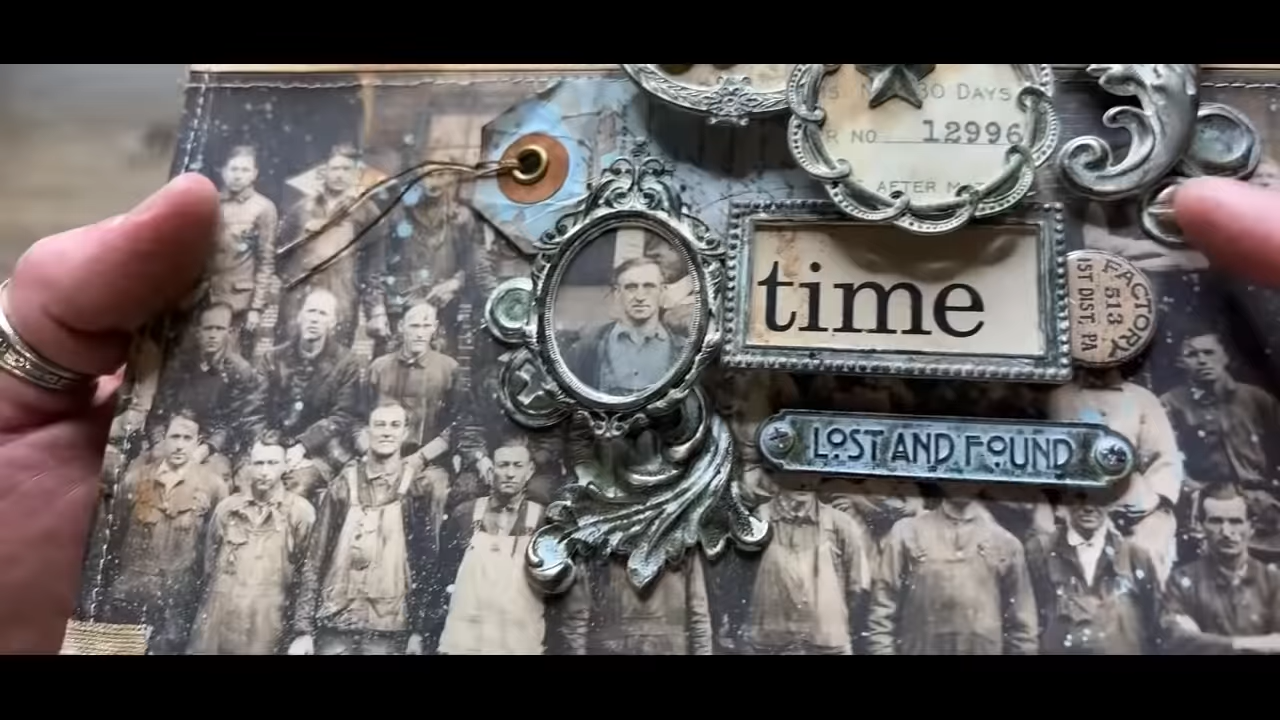 30 DAYS
R NO. 12996
AFTER
time
FACTORY
513
1ST DIST. PA
LOST AND FOUND